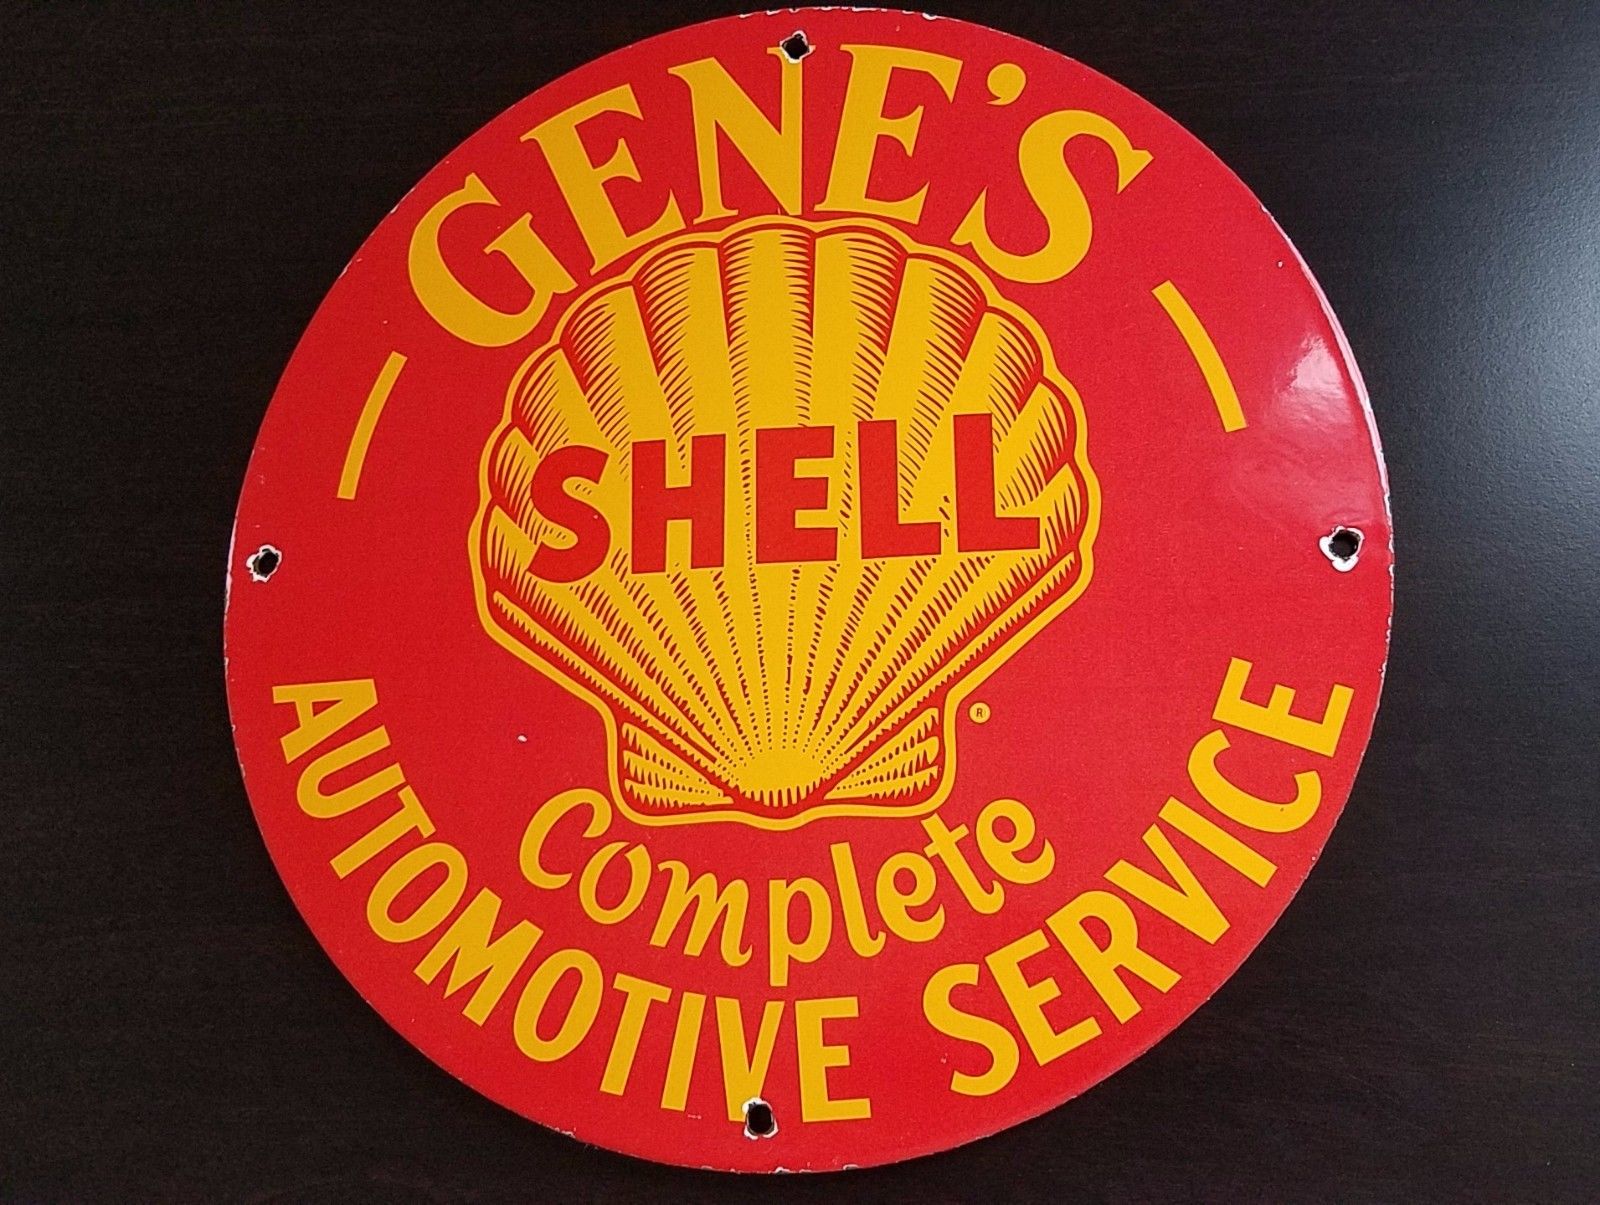 GENE'S
SHELL
®
Complete
AUTOMOTIVE SERVICE